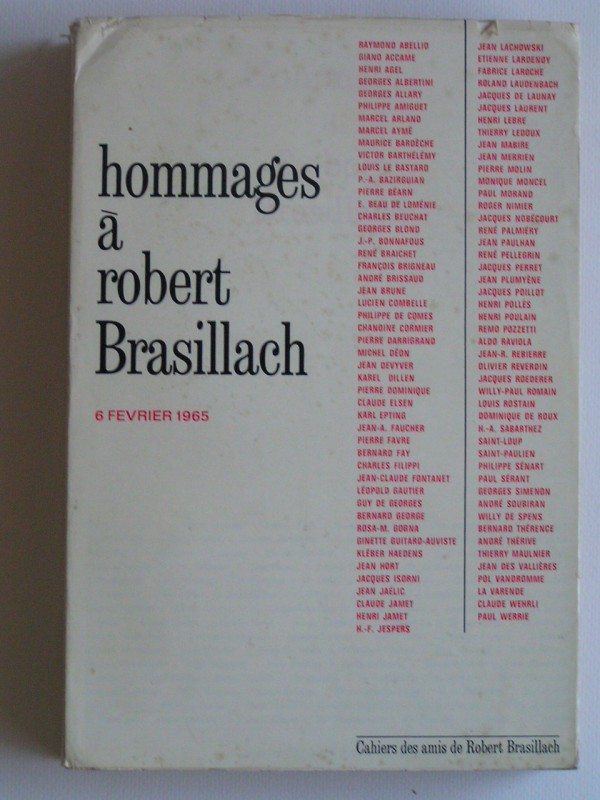 hommages
à
robert
Brasillach
6 FEVRIER 1965
RAYMOND ABELLIO
GIANO ACCAME
HENRI AGEL
GEORGES ALBERTINI
GEORGES ALLARY
PHILIPPE AMIGUET
MARCEL ARLAND
MARCEL AYMÉ
MAURICE BARDÈCHE
VICTOR BARTHÉLÉMY
LOUIS LE BASTARD
P.-A. BAZIRGUIAN
PIERRE BÉARN
E. BEAU DE LOMÉNIE
CHARLES BEUCHAT
GEORGES BLOND
J.-P. BONNAFOUS
RENÉ BRAICHET
FRANÇOIS BRIGNEAU
ANDRÉ BRISSAUD
JEAN BRUNE
LUCIEN COMBELLE
PHILIPPE DE COMES
CHANOINE CORMIER
PIERRE DARRIGRAND
MICHEL DÉON
JEAN DEVYVER
KAREL DILLEN
PIERRE DOMINIQUE
CLAUDE ELSEN
KARL EPTING
JEAN-A. FAUCHER
PIERRE FAVRE
BERNARD FAY
CHARLES FILIPPI
JEAN-CLAUDE FONTANET
LÉOPOLD GAUTIER
GUY DE GEORGES
BERNARD GEORGE
ROSA-M. GOGNA
GINETTE GUITARD-AUVISTE
KLÉBER HAEDENS
JEAN HORT
JACQUES ISORNI
JEAN JAÉLIC
CLAUDE JAMET
HENRI JAMET
H.-F. JESPERS
JEAN LACHOWSKI
ETIENNE LARDENOY
FABRICE LAROCHE
ROLAND LAUDENBACH
JACQUES DE LAUNAY
JACQUES LAURENT
HENRI LEBRE
THIERRY LEDOUX
JEAN MABIRE
JEAN MERRIEN
PIERRE MOLIN
MONIQUE MONCEL
PAUL MORAND
ROGER NIMIER
JACQUES NOBÉCOURT
RENÉ PALMIÉRY
JEAN PAULHAN
RENÉ PELLEGRIN
JACQUES PERRET
JEAN PLUMYÈNE
JACQUES POILLOT
HENRI POLLÈS
HENRI POULAIN
REMO POZZETTI
ALDO RAVIOLA
JEAN-R. REBIERRE
OLIVIER REVERDIN
JACQUES ROEDERER
WILLY-PAUL ROMAIN
LOUIS ROSTAIN
DOMINIQUE DE ROUX
H.-A. SABARTHEZ
SAINT-LOUP
SAINT-PAULIEN
PHILIPPE SÉNART
PAUL SÉRANT
GEORGES SIMENON
ANDRÉ SOUBIRAN
WILLY DE SPENS
BERNARD THÉRENCE
ANDRÉ THÉRIVE
THIERRY MAULNIER
JEAN DES VALLIÈRES
POL VANDROMME
LA VARENDE
CLAUDE WEHRLI
PAUL WERRIE
Cahiers des amis de Robert Brasillach